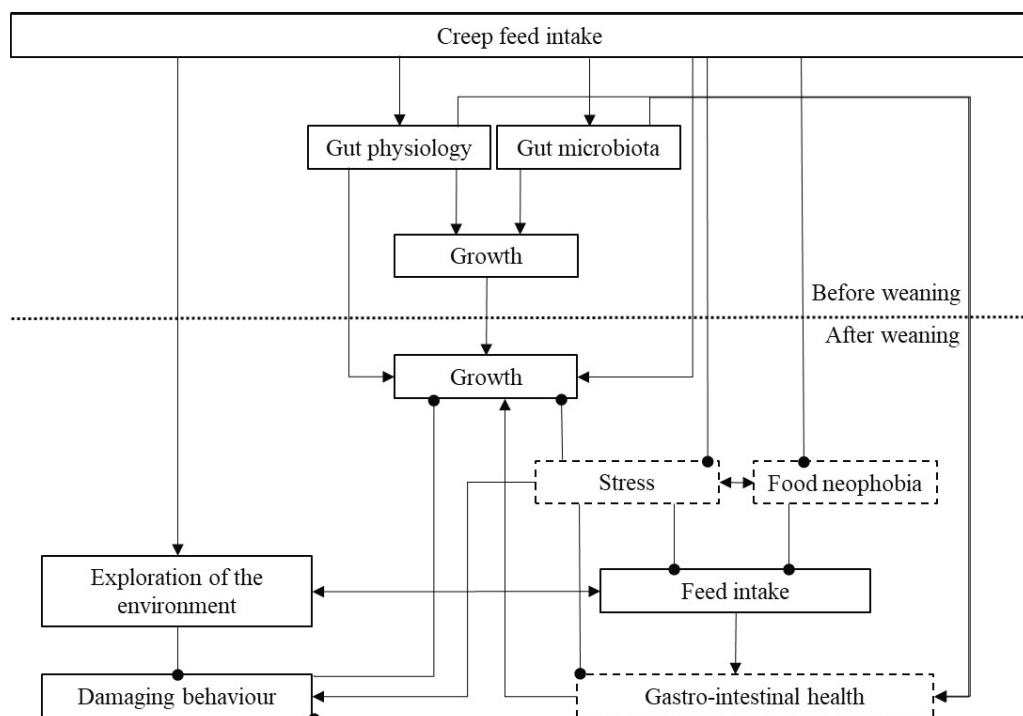 Creep feed intake
Gut physiology
Gut microbiota
Growth
Before weaning
After weaning
Growth
Stress
Food neophobia
Exploration of the
environment
Feed intake
Damaging behaviour
Gastro-intestinal health